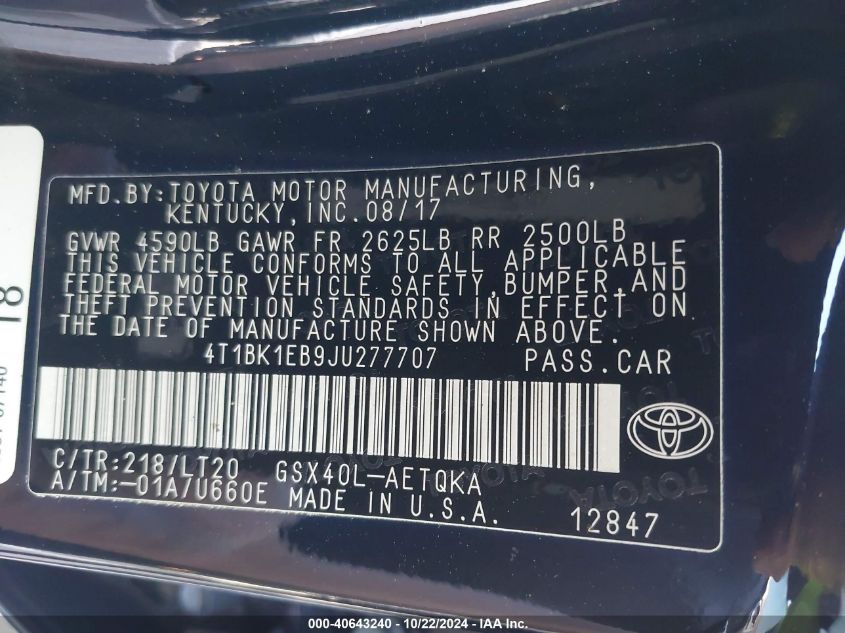 MFD.BY:TOYOTA MOTOR MANUFACTURING,
KENTUCKY, INC.08/17
GVWR 4590LB GAWR FR 2625LB RR 2500LB
THIS VEHICLE CONFORMS TO ALL APPLICABLE
FEDERAL MOTOR VEHICLE SAFETY,BUMPER,AND
THEFT PREVENTION STANDARDS IN EFFECT ON
THE DATE OF MANUFACTURE SHOWN ABOVE.
4T1BK1EB9JU277707 PASS.CAR
C/TR:218/LT20 GSX40L-AETQKA
A/TM:-01A/U660E MADE IN U.S.A.
12847
18
000-40643240 - 10/22/2024 - IAA Inc.